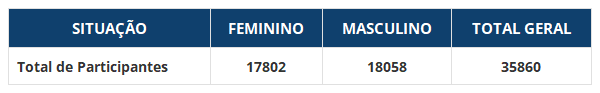 SITUAÇÃO FEMININO MASCULINO TOTAL GERAL
Total de Participantes 17802 18058 35860